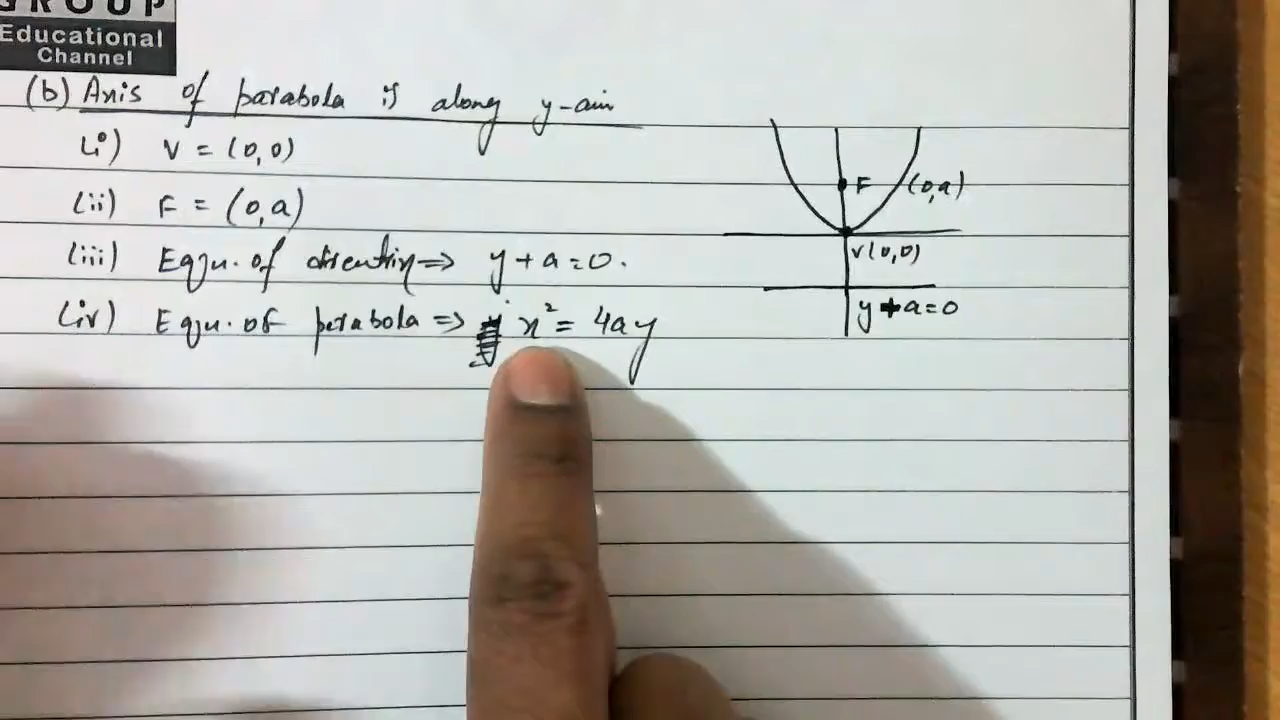 GROUP
Educational
Channel
(b) Axis of parabola is along y-axis
(i) V = (0,0)
(ii) F = (0,a)
(iii) Equ. of directrix ⇒ y + a = 0.
(iv) Equ. of parabola ⇒ x² = 4ay
F (0,a)
V(0,0)
y + a = 0